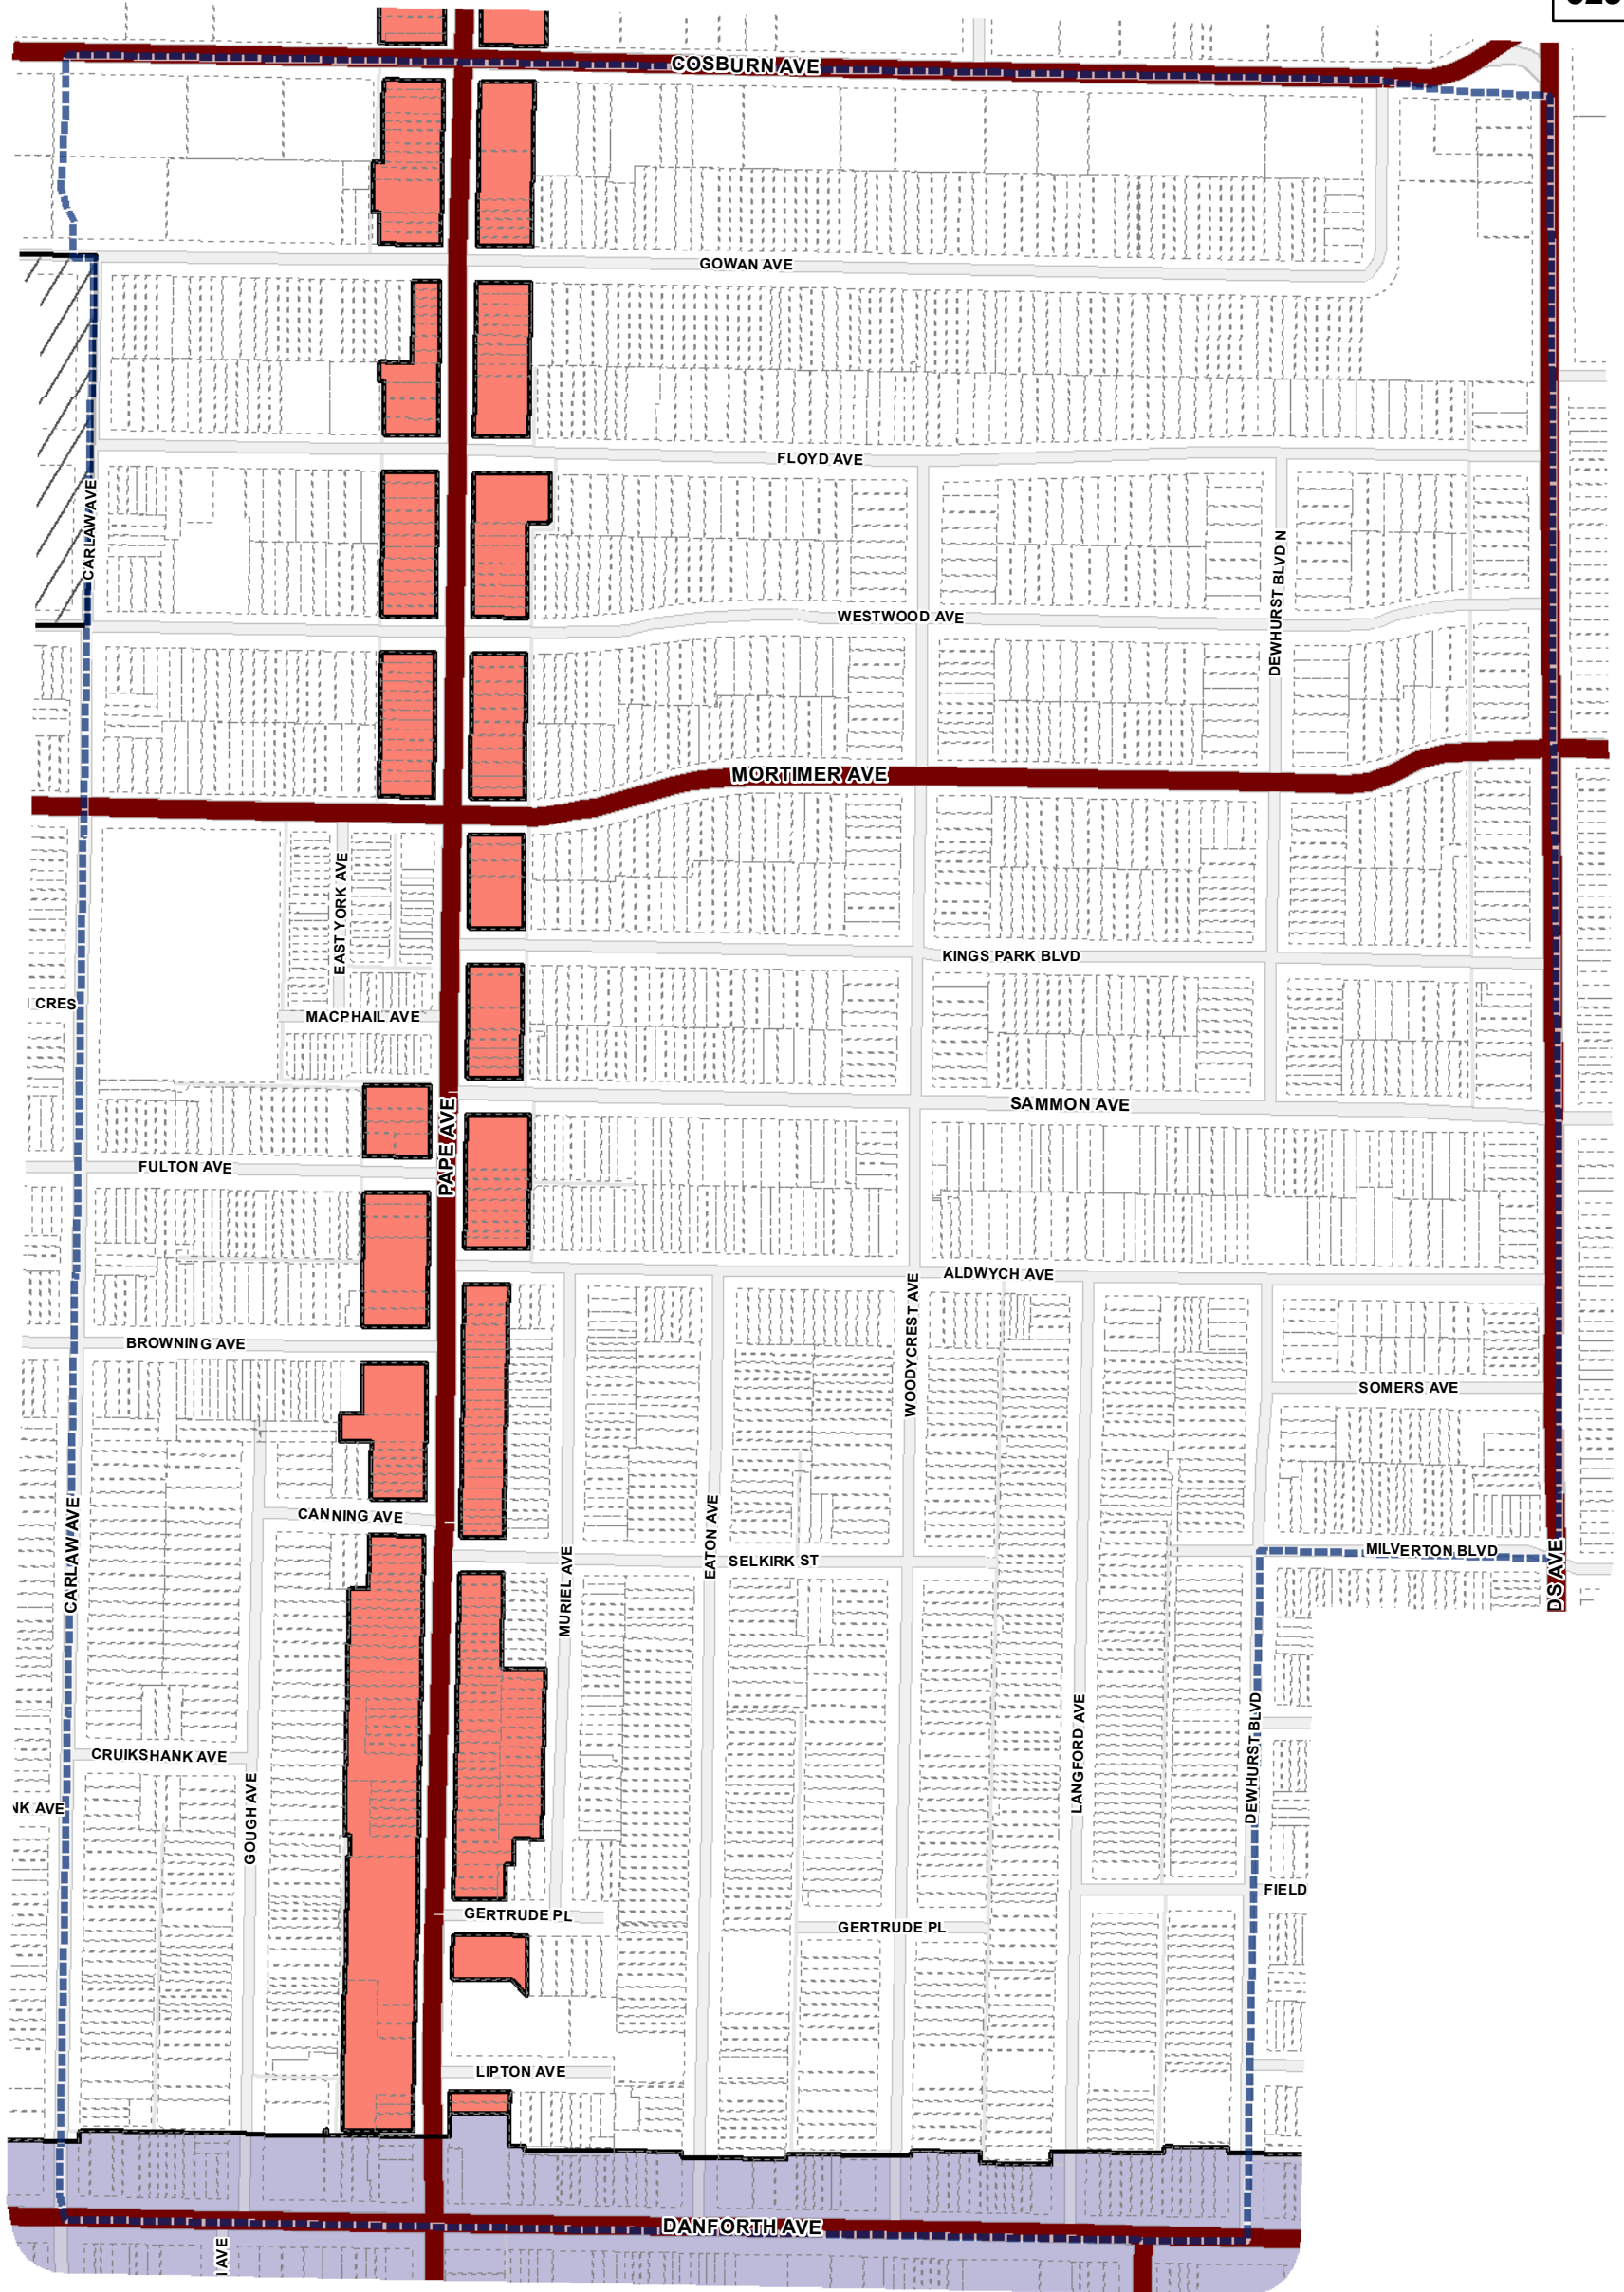 COSBURN AVE
GOWAN AVE
FLOYD AVE
CARLAW AVE
DEWHURST BLVD N
WESTWOOD AVE
MORTIMER AVE
EAST YORK AVE
KINGS PARK BLVD
CRES
MACPHAIL AVE
SAMMON AVE
PAPE AVE
FULTON AVE
ALDWYCH AVE
WOODYCREST AVE
BROWNING AVE
SOMERS AVE
CARLAW AVE
CANNING AVE
EATON AVE
MURIEL AVE
SELKIRK ST
MILVERTON BLVD
DS AVE
LANGFORD AVE
DEWHURST BLVD
CRUIKSHANK AVE
GOUGH AVE
NK AVE
FIELD
GERTRUDE PL
GERTRUDE PL
LIPTON AVE
DANFORTH AVE
AVE